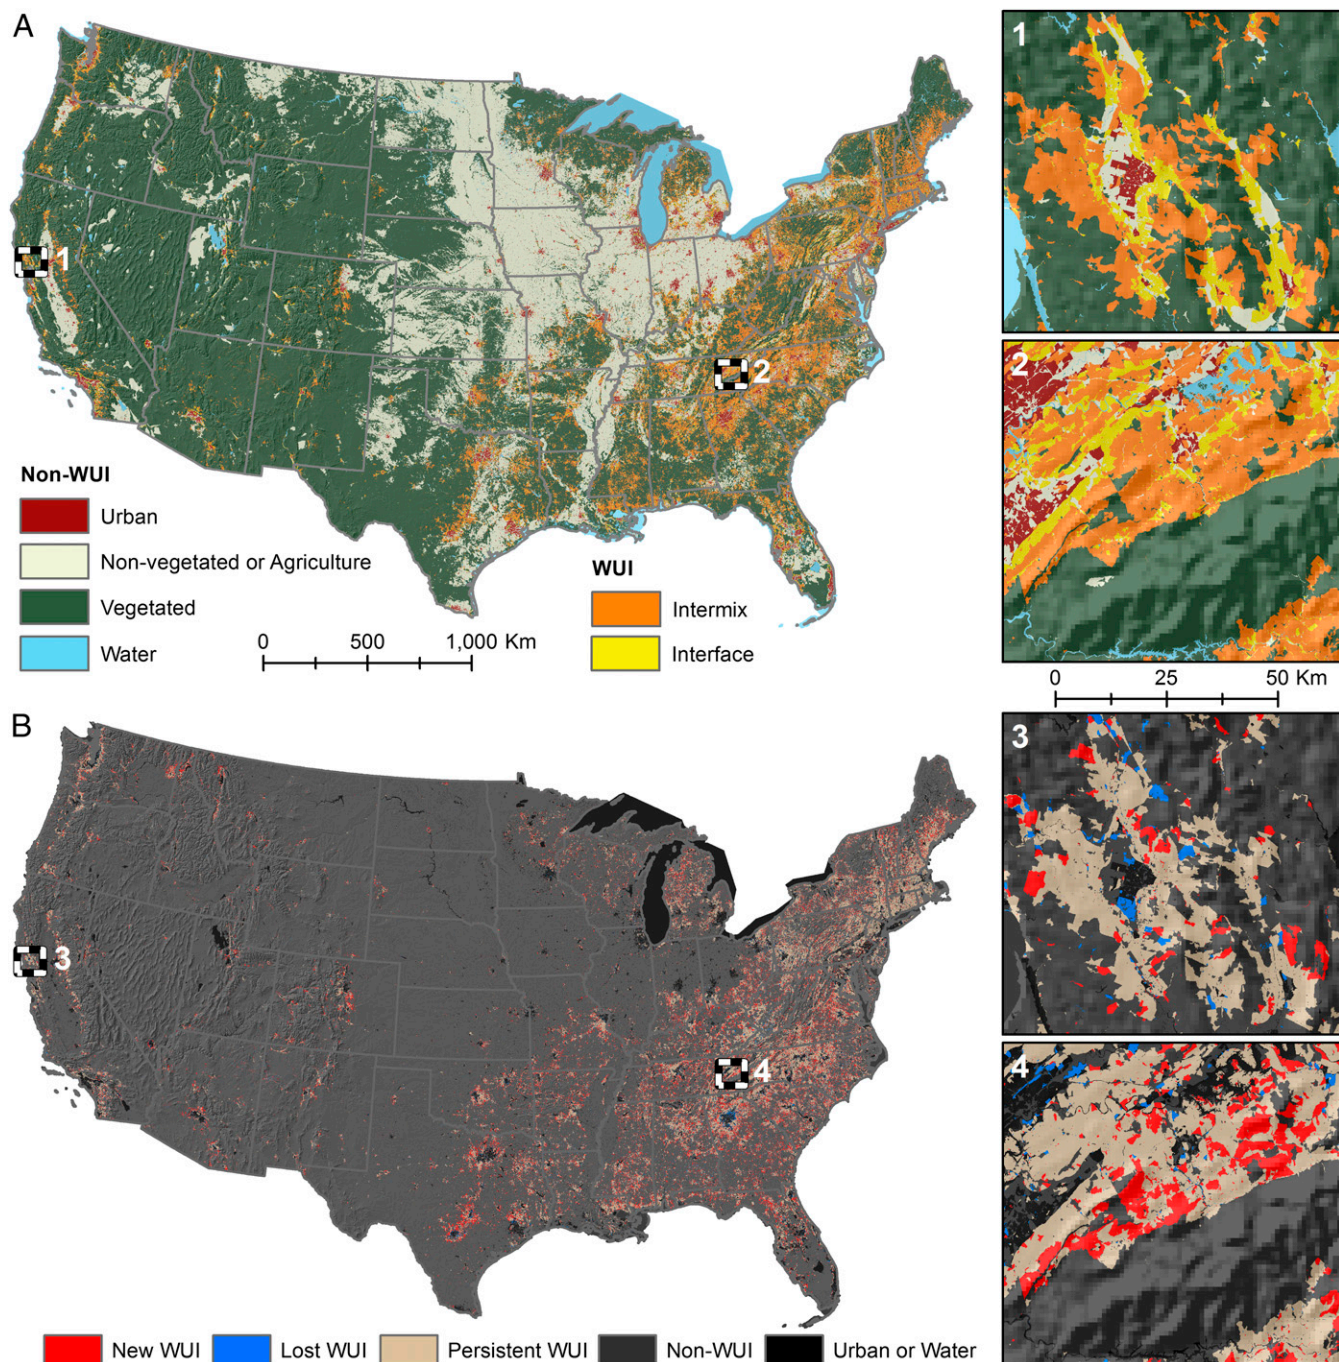 A
1
2
1
2
Non-WUI
Urban
Non-vegetated or Agriculture
Vegetated
Water
0 500 1,000 Km
WUI
Intermix
Interface
0 25 50 Km
B
3
4
3
4
New WUI Lost WUI Persistent WUI Non-WUI Urban or Water